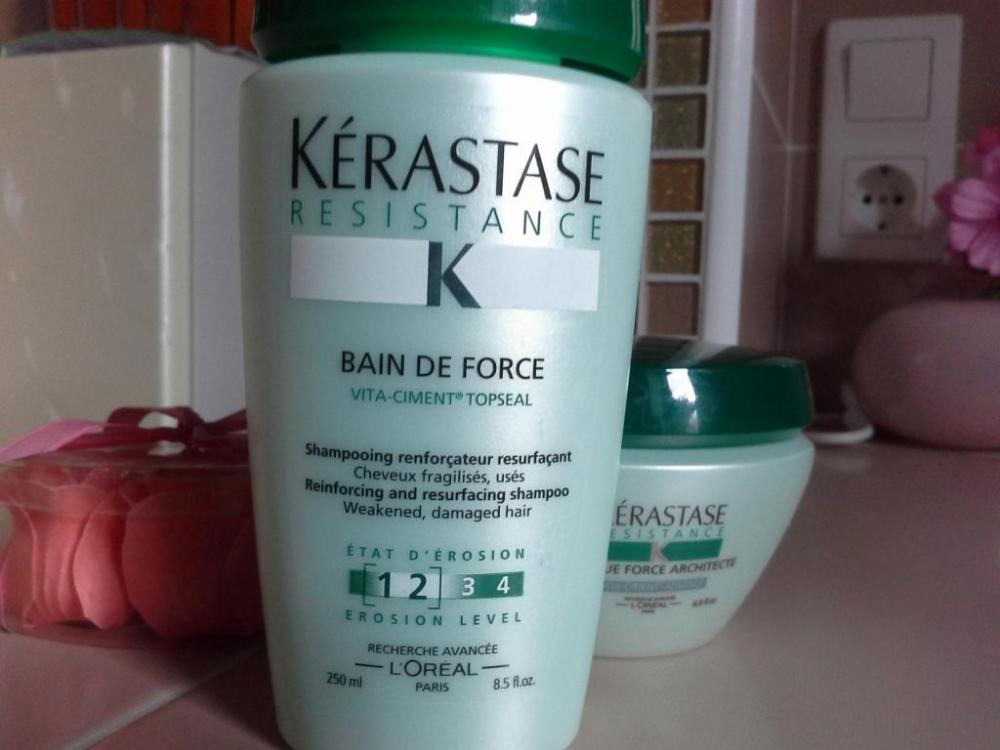 KÉRASTASE
RESISTANCE
K
BAIN DE FORCE
VITA-CIMENT® TOPSEAL
Shampooing renforçateur resurfaçant
Cheveux fragilisés, usés
Reinforcing and resurfacing shampoo
Weakened, damaged hair
ÉTAT D'ÉROSION
[1 2] 3 4
EROSION LEVEL
RECHERCHE AVANCÉE
L'ORÉAL
PARIS
250 ml 8.5 fl.oz.
ÉRASTASE
ESISTANCE
K
UE FORCE ARCHITECTE
L'ORÉAL